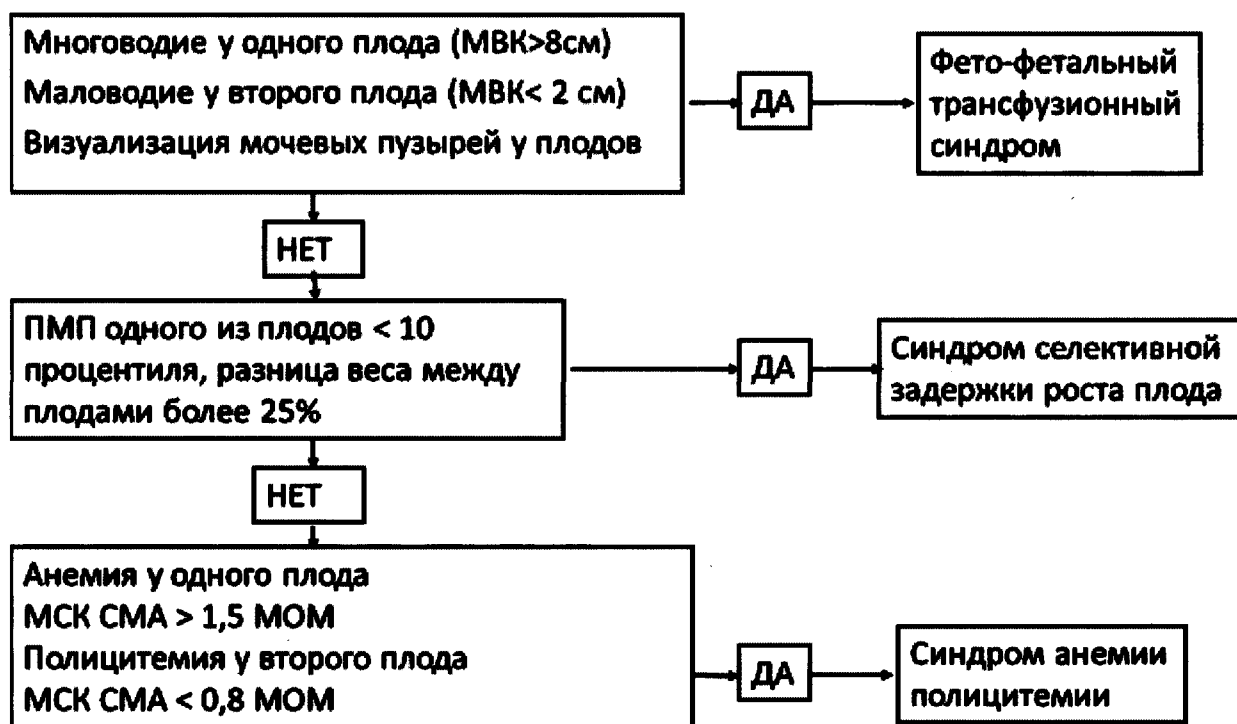 Многоводие у одного плода (МВК>8см)
Маловодие у второго плода (МВК< 2 см)
Визуализация мочевых пузырей у плодов
ДА
Фето-фетальный
трансфузионный
синдром
НЕТ
ПМП одного из плодов < 10
процентиля, разница веса между
плодами более 25%
ДА
Синдром селективной
задержки роста плода
НЕТ
Анемия у одного плода
МСК СМА > 1,5 МОМ
Полицитемия у второго плода
МСК СМА < 0,8 МОМ
ДА
Синдром анемии
полицитемии